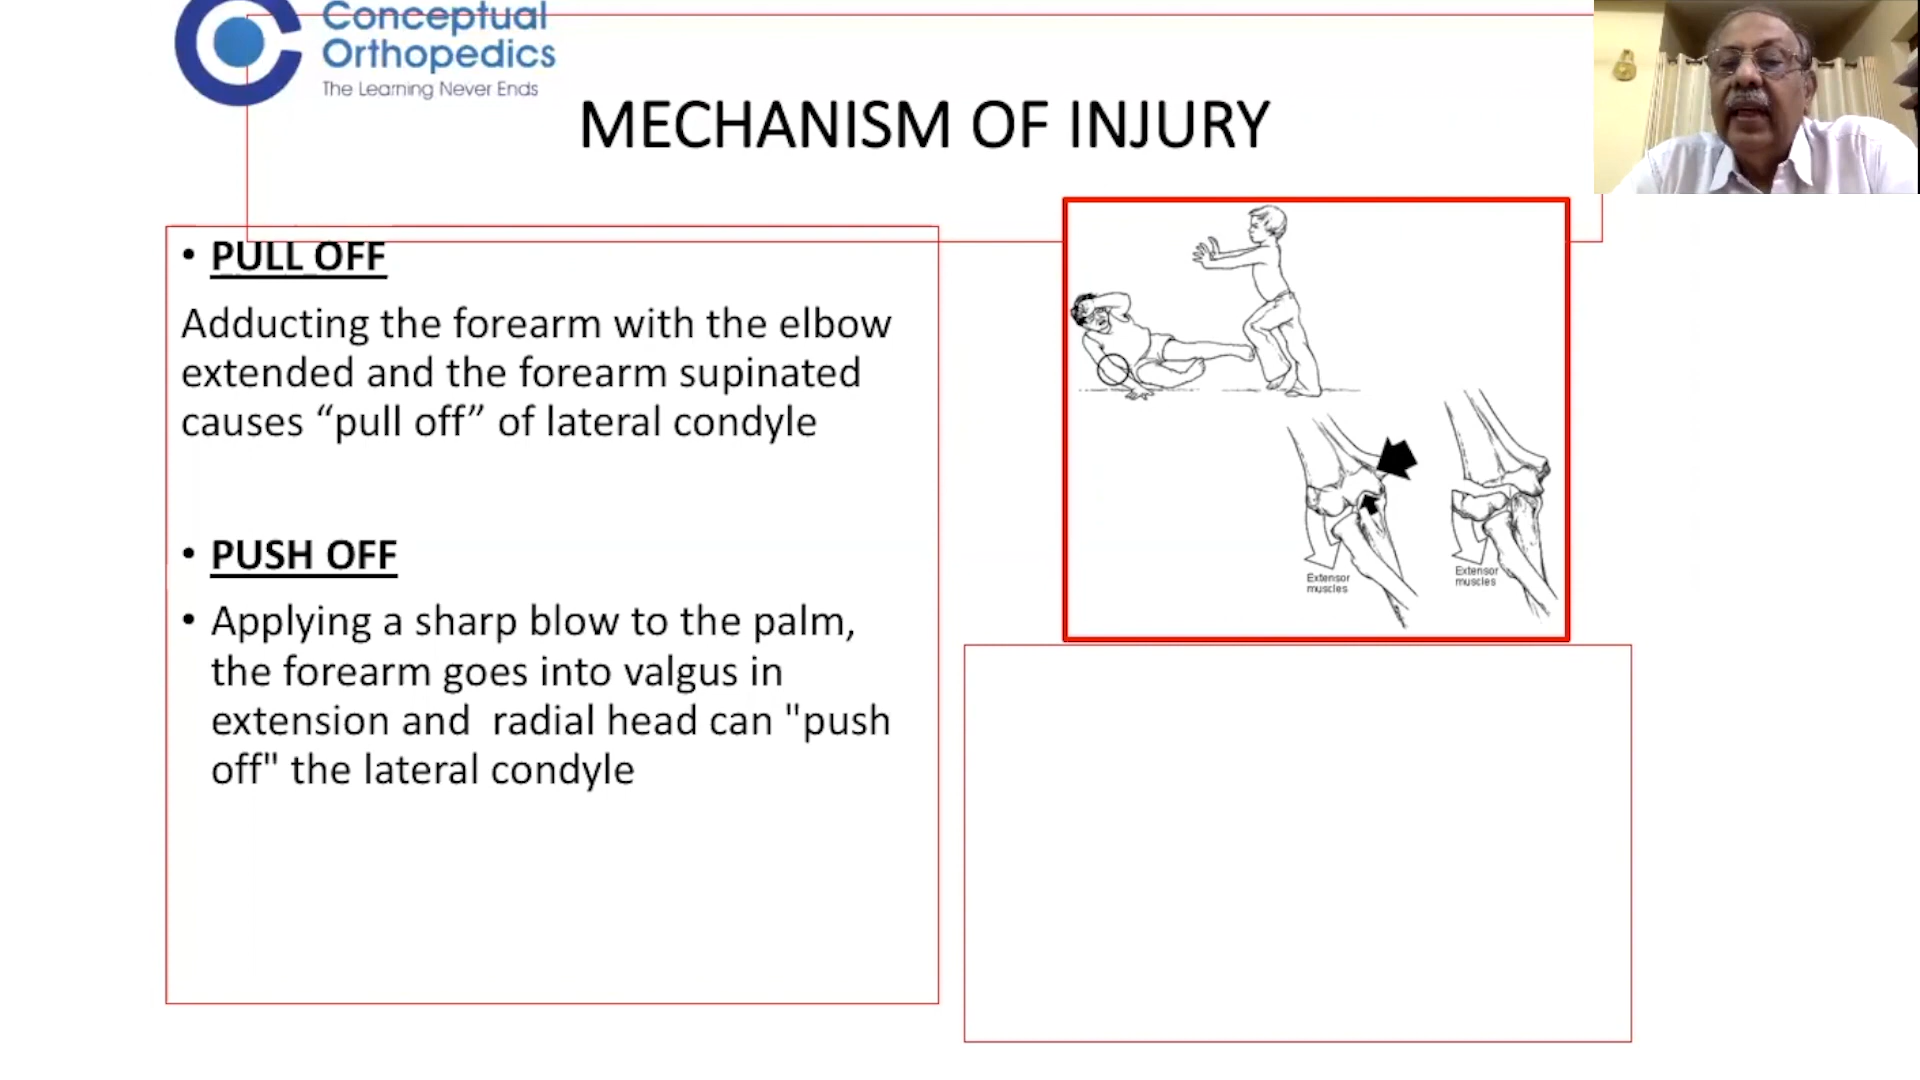 Conceptual
Orthopedics
The Learning Never Ends
MECHANISM OF INJURY
• PULL OFF
Adducting the forearm with the elbow
extended and the forearm supinated
causes “pull off” of lateral condyle
• PUSH OFF
• Applying a sharp blow to the palm,
the forearm goes into valgus in
extension and radial head can "push
off" the lateral condyle
Extensor
muscles
Extensor
muscles